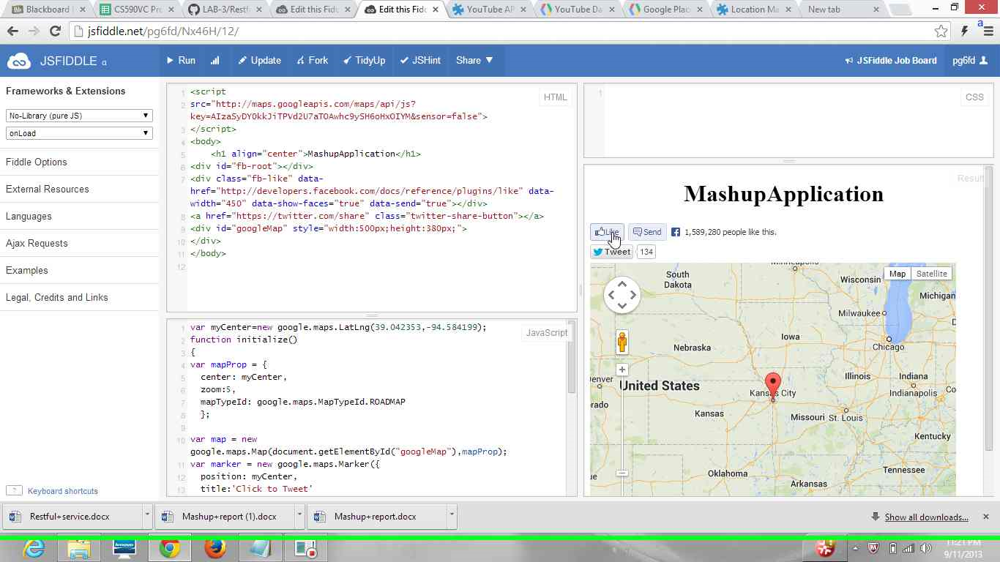 Blackboard
CS590VC Pro
LAB-3/Restf
Edit this Fidd
Edit this Fidd
YouTube AP
YouTube Da
Google Place
Location Ma
New tab
jsfiddle.net/pg6fd/Nx46H/12/
a
JSFIDDLE α
Run
Update
Fork
TidyUp
JSHint
Share
JSFiddle Job Board
pg6fd
Frameworks & Extensions
No-Library (pure JS)
onLoad
Fiddle Options
External Resources
Languages
Ajax Requests
Examples
Legal, Credits and Links
? Keyboard shortcuts
HTML
1 <script
2 src="http://maps.googleapis.com/maps/api/js?
key=AIzaSyDY0kkJiTPVd2U7aTOAwhc9ySH6oHxOIYM&sensor=false">
3 </script>
4 <body>
5 <h1 align="center">MashupApplication</h1>
6 <div id="fb-root"></div>
7 <div class="fb-like" data-
href="http://developers.facebook.com/docs/reference/plugins/like" data-
width="450" data-show-faces="true" data-send="true"></div>
8 <a href="https://twitter.com/share" class="twitter-share-button"></a>
9 <div id="googleMap" style="width:500px;height:380px;">
10 </div>
11 </body>
12
JavaScript
1 var myCenter=new google.maps.LatLng(39.042353,-94.584199);
2 function initialize()
3 {
4 var mapProp = {
5 center: myCenter,
6 zoom:5,
7 mapTypeId: google.maps.MapTypeId.ROADMAP
8 };
9
10 var map = new
google.maps.Map(document.getElementById("googleMap"),mapProp);
11 var marker = new google.maps.Marker({
12 position: myCenter,
13 title:'Click to Tweet'
1
CSS
Result
MashupApplication
Like
Send
1,589,280 people like this.
Tweet 134
Map Satellite
Minneapolis
South
Dakota
Wisconsin
Michigan
Milwaukee
Iowa
Nebraska
Chicago
Illinois
Indiana
Indianapolis
United States
Kansas City
Kansas
Missouri
St. Louis
Kentucky
Tennessee
Oklahoma
Arkansas
Restful+service.docx
Mashup+report (1).docx
Mashup+report.docx
Show all downloads...
lenovo
11:21 PM
9/11/2013